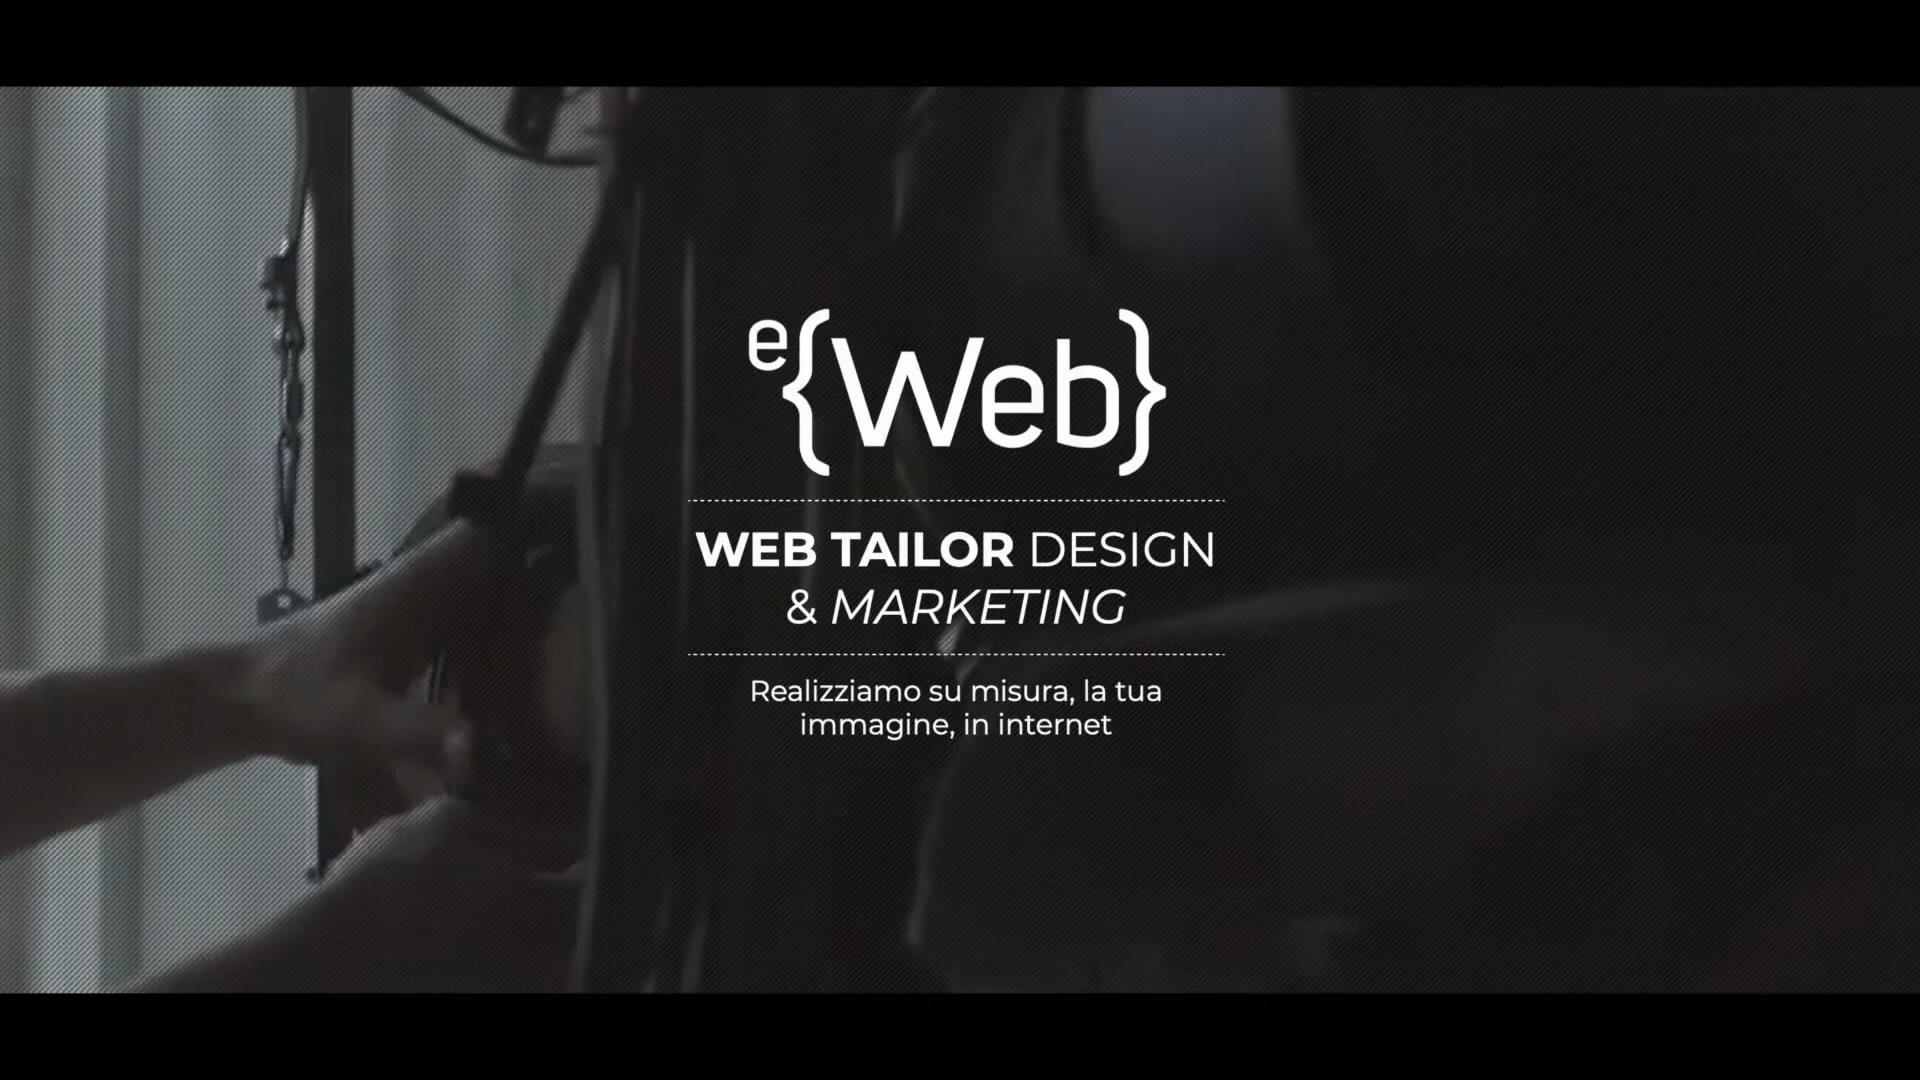 e{Web}
WEB TAILOR DESIGN
& MARKETING
Realizziamo su misura, la tua
immagine, in internet